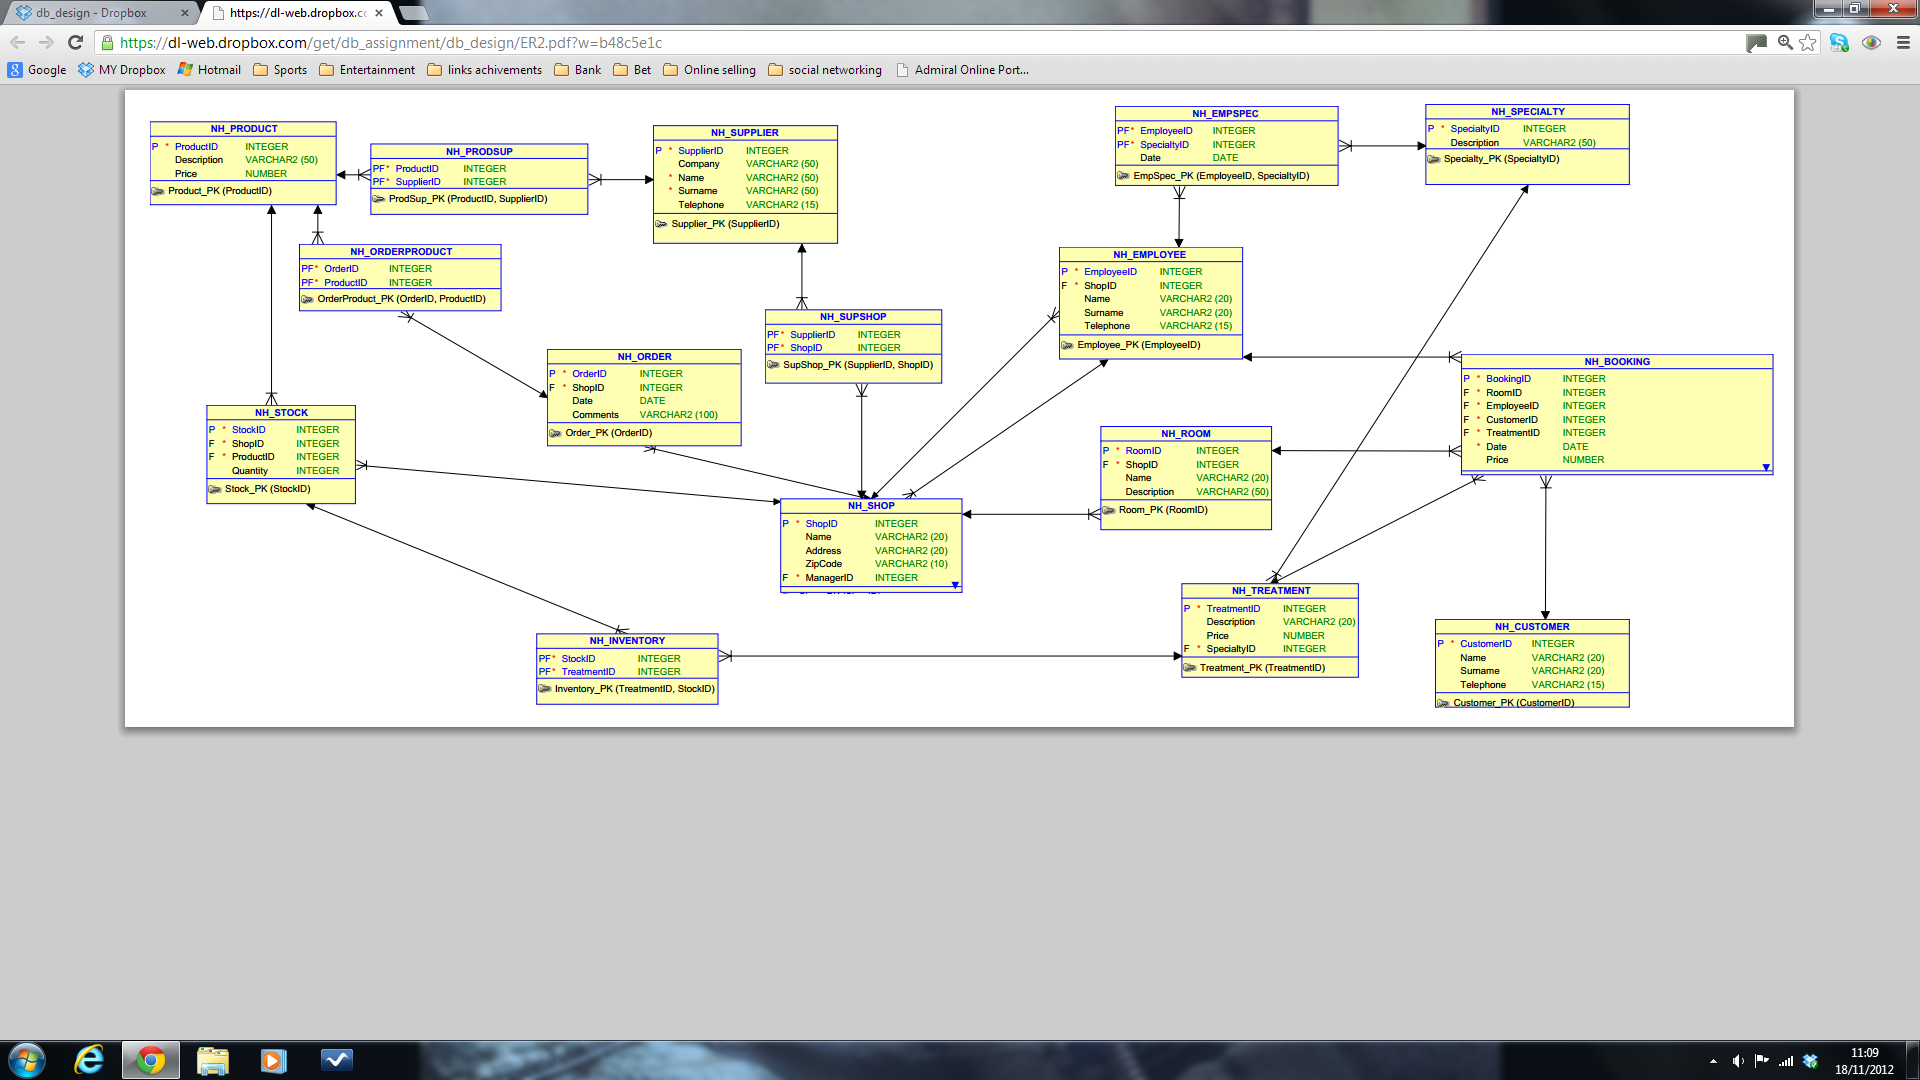 db_design - Dropbox
https://dl-web.dropbox.c
https://dl-web.dropbox.com/get/db_assignment/db_design/ER2.pdf?w=b48c5e1c
Google MY Dropbox Hotmail Sports Entertainment links achivements Bank Bet Online selling social networking Admiral Online Port...
NH_PRODUCT
P * ProductID INTEGER
Description VARCHAR2 (50)
Price NUMBER
Product_PK (ProductID)
NH_PRODSUP
PF* ProductID INTEGER
PF* SupplierID INTEGER
ProdSup_PK (ProductID, SupplierID)
NH_SUPPLIER
P * SupplierID INTEGER
Company VARCHAR2 (50)
* Name VARCHAR2 (50)
* Surname VARCHAR2 (50)
Telephone VARCHAR2 (15)
Supplier_PK (SupplierID)
NH_EMPSPEC
PF* EmployeeID INTEGER
PF* SpecialtyID INTEGER
Date DATE
EmpSpec_PK (EmployeeID, SpecialtyID)
NH_SPECIALTY
P * SpecialtyID INTEGER
Description VARCHAR2 (50)
Specialty_PK (SpecialtyID)
NH_ORDERPRODUCT
PF* OrderID INTEGER
PF* ProductID INTEGER
OrderProduct_PK (OrderID, ProductID)
NH_EMPLOYEE
P * EmployeeID INTEGER
F * ShopID INTEGER
Name VARCHAR2 (20)
Surname VARCHAR2 (20)
Telephone VARCHAR2 (15)
Employee_PK (EmployeeID)
NH_SUPSHOP
PF* SupplierID INTEGER
PF* ShopID INTEGER
SupShop_PK (SupplierID, ShopID)
NH_ORDER
P * OrderID INTEGER
F * ShopID INTEGER
Date DATE
Comments VARCHAR2 (100)
Order_PK (OrderID)
NH_BOOKING
P * BookingID INTEGER
F * RoomID INTEGER
F * EmployeeID INTEGER
F * CustomerID INTEGER
F * TreatmentID INTEGER
* Date DATE
Price NUMBER
NH_STOCK
P * StockID INTEGER
F * ShopID INTEGER
F * ProductID INTEGER
Quantity INTEGER
Stock_PK (StockID)
NH_ROOM
P * RoomID INTEGER
F * ShopID INTEGER
Name VARCHAR2 (20)
Description VARCHAR2 (50)
Room_PK (RoomID)
NH_SHOP
P * ShopID INTEGER
Name VARCHAR2 (20)
Address VARCHAR2 (20)
ZipCode VARCHAR2 (10)
F * ManagerID INTEGER
NH_TREATMENT
P * TreatmentID INTEGER
Description VARCHAR2 (20)
Price NUMBER
F * SpecialtyID INTEGER
Treatment_PK (TreatmentID)
NH_CUSTOMER
P * CustomerID INTEGER
Name VARCHAR2 (20)
Surname VARCHAR2 (20)
Telephone VARCHAR2 (15)
Customer_PK (CustomerID)
NH_INVENTORY
PF* StockID INTEGER
PF* TreatmentID INTEGER
Inventory_PK (TreatmentID, StockID)
11:09
18/11/2012